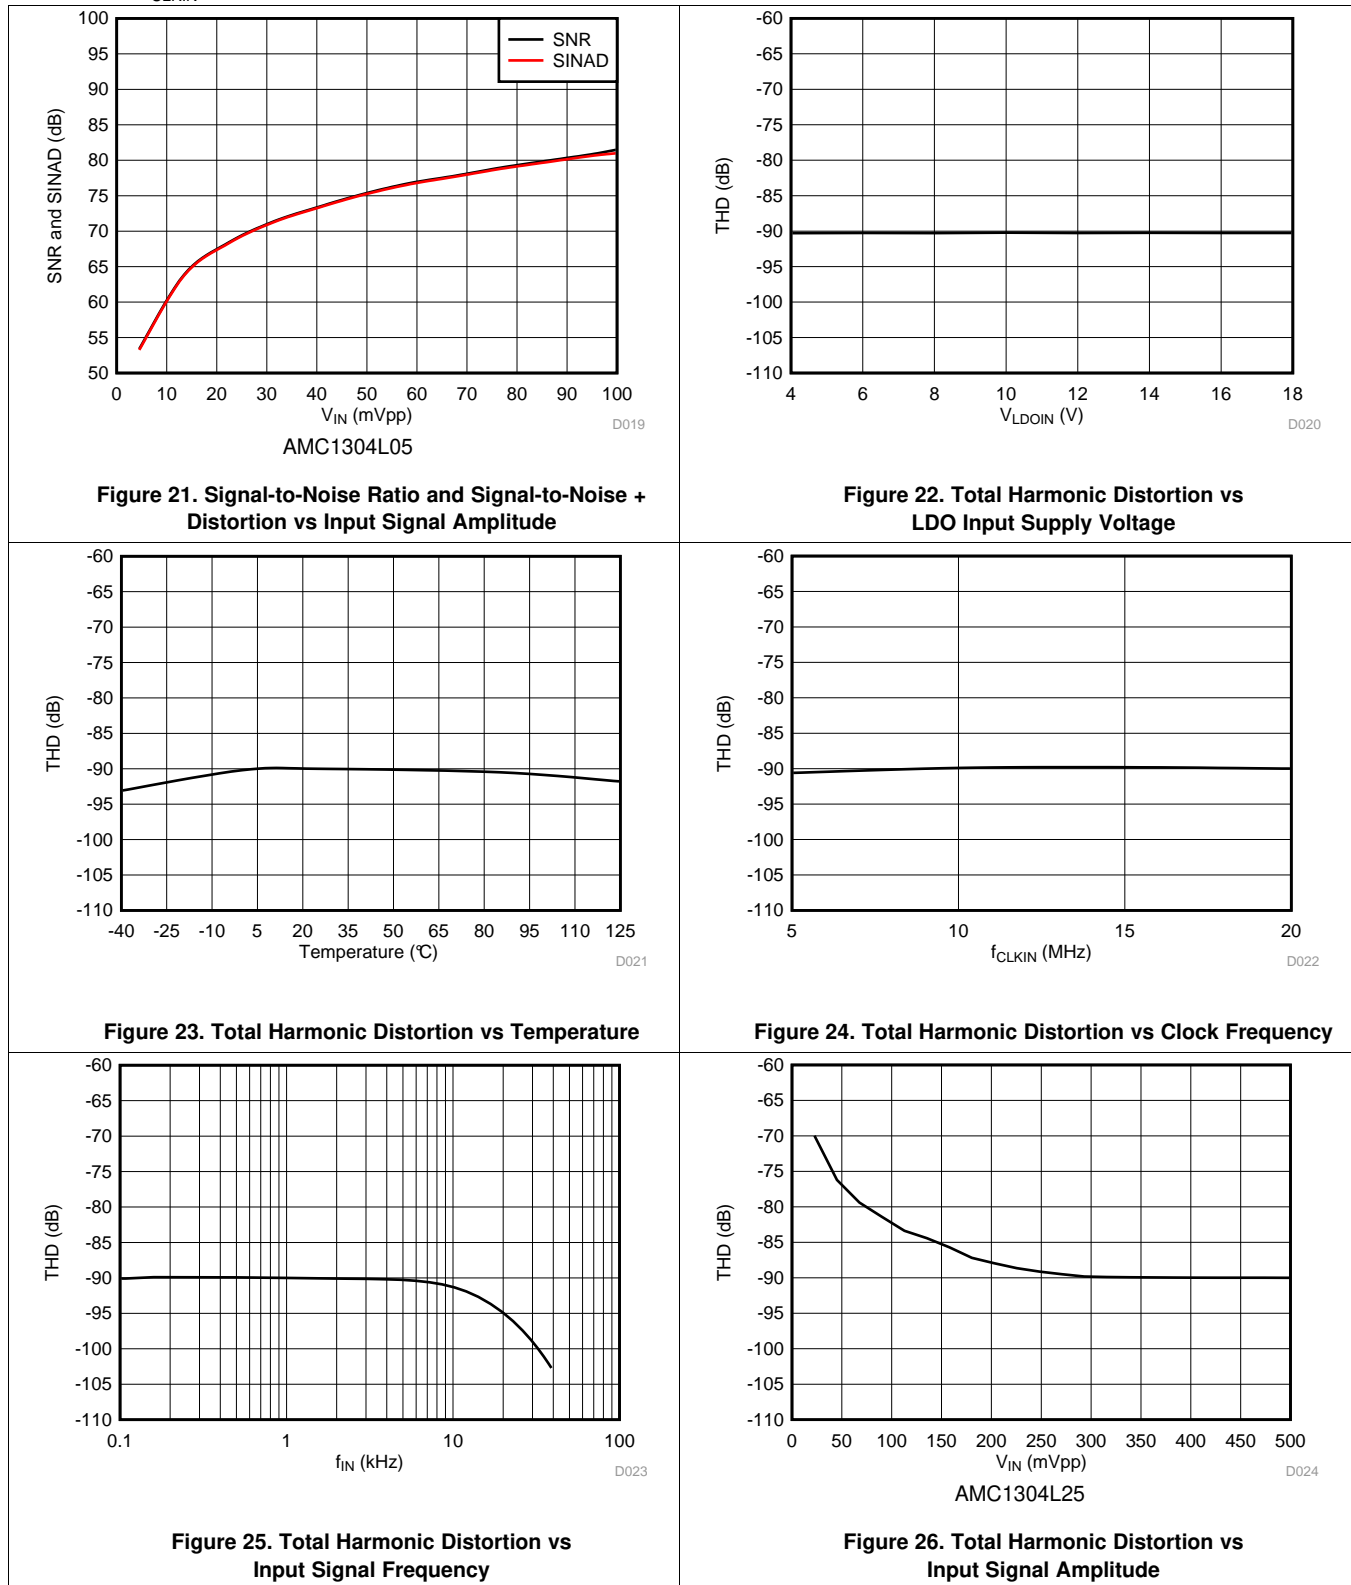 CLKIN
100
95
90
85
80
75
70
65
60
55
50
SNR and SINAD (dB)
SNR
SINAD
0 10 20 30 40 50 60 70 80 90 100
VIN (mVpp)
D019
AMC1304L05
Figure 21. Signal-to-Noise Ratio and Signal-to-Noise +
Distortion vs Input Signal Amplitude
-60
-65
-70
-75
-80
-85
-90
-95
-100
-105
-110
THD (dB)
4 6 8 10 12 14 16 18
VLDOIN (V)
D020
Figure 22. Total Harmonic Distortion vs
LDO Input Supply Voltage
-60
-65
-70
-75
-80
-85
-90
-95
-100
-105
-110
THD (dB)
-40 -25 -10 5 20 35 50 65 80 95 110 125
Temperature (°C)
D021
Figure 23. Total Harmonic Distortion vs Temperature
-60
-65
-70
-75
-80
-85
-90
-95
-100
-105
-110
THD (dB)
5 10 15 20
fCLKIN (MHz)
D022
Figure 24. Total Harmonic Distortion vs Clock Frequency
-60
-65
-70
-75
-80
-85
-90
-95
-100
-105
-110
THD (dB)
0.1 1 10 100
fIN (kHz)
D023
Figure 25. Total Harmonic Distortion vs
Input Signal Frequency
-60
-65
-70
-75
-80
-85
-90
-95
-100
-105
-110
THD (dB)
0 50 100 150 200 250 300 350 400 450 500
VIN (mVpp)
D024
AMC1304L25
Figure 26. Total Harmonic Distortion vs
Input Signal Amplitude